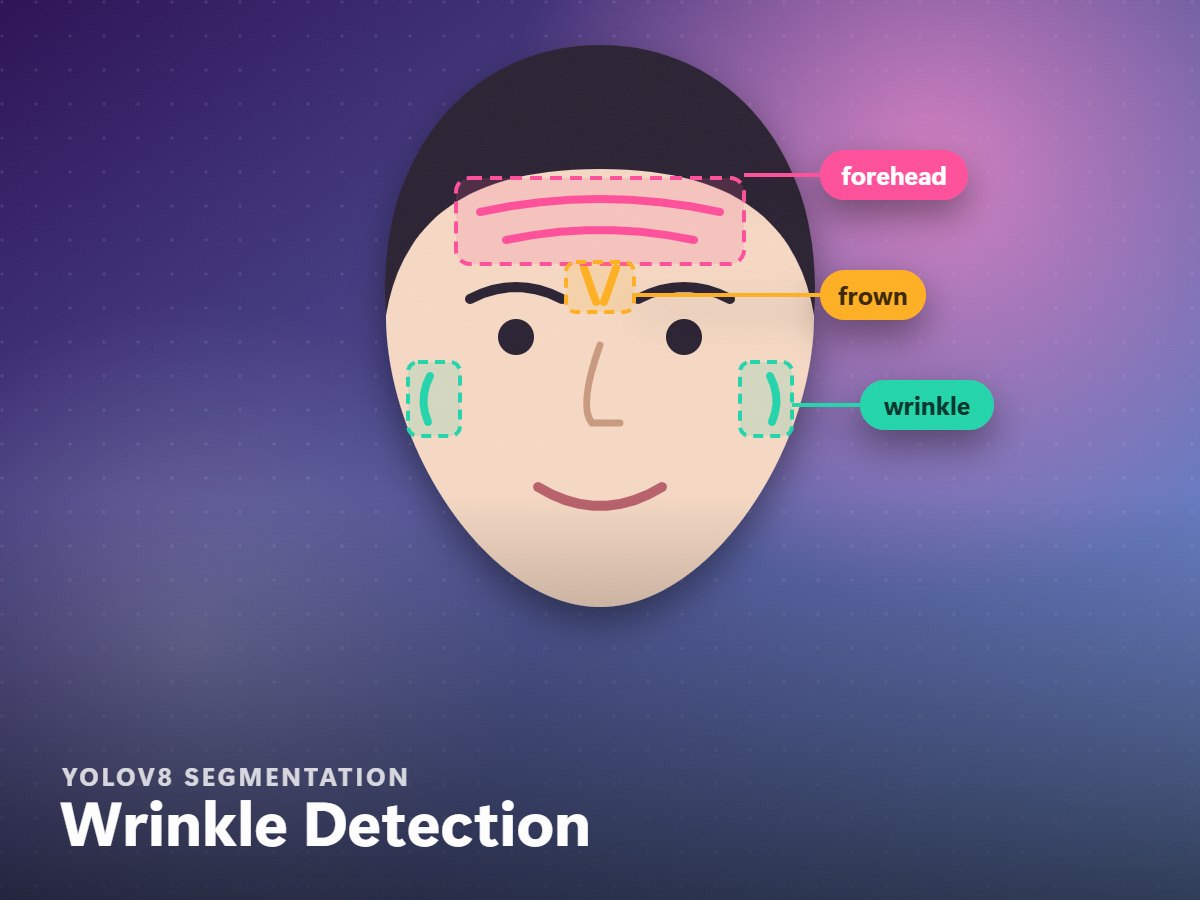 forehead
frown
wrinkle
YOLOV8 SEGMENTATION
Wrinkle Detection